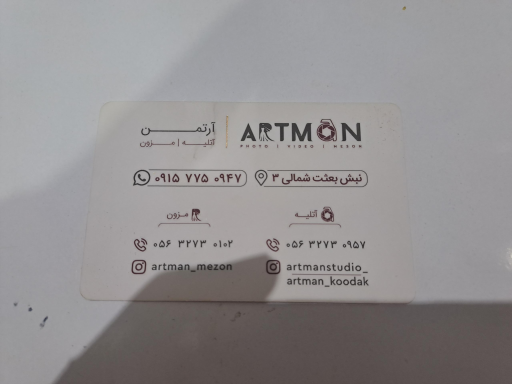 ARTMAN
PHOTO | VIDEO | MEZON
آرتمن
آتلیه | مزون
نبش بعثت شمالی ۳
۰۹۱۵ ۷۷۵ ۰۹۴۷
آتلیه
۰۵۶ ۳۲۷۳ ۰۹۵۷
artmanstudio_
artman_koodak
مزون
۰۵۶ ۳۲۷۳ ۰۱۰۲
artman_mezon